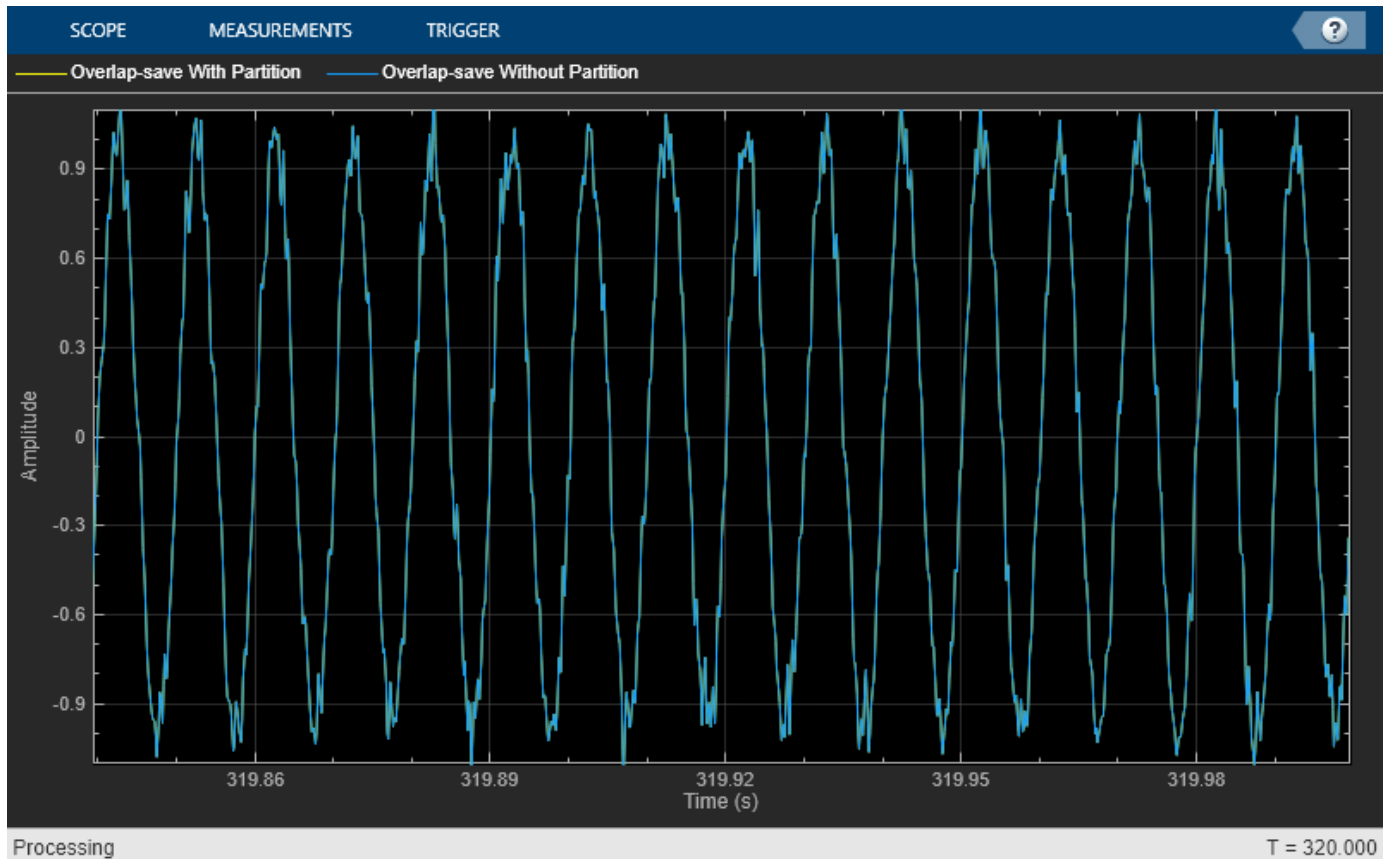 SCOPE MEASUREMENTS TRIGGER ?
Overlap-save With Partition Overlap-save Without Partition
0.9
0.6
0.3
0
-0.3
-0.6
-0.9
Amplitude
319.86 319.89 319.92 319.95 319.98
Time (s)
Processing T = 320.000